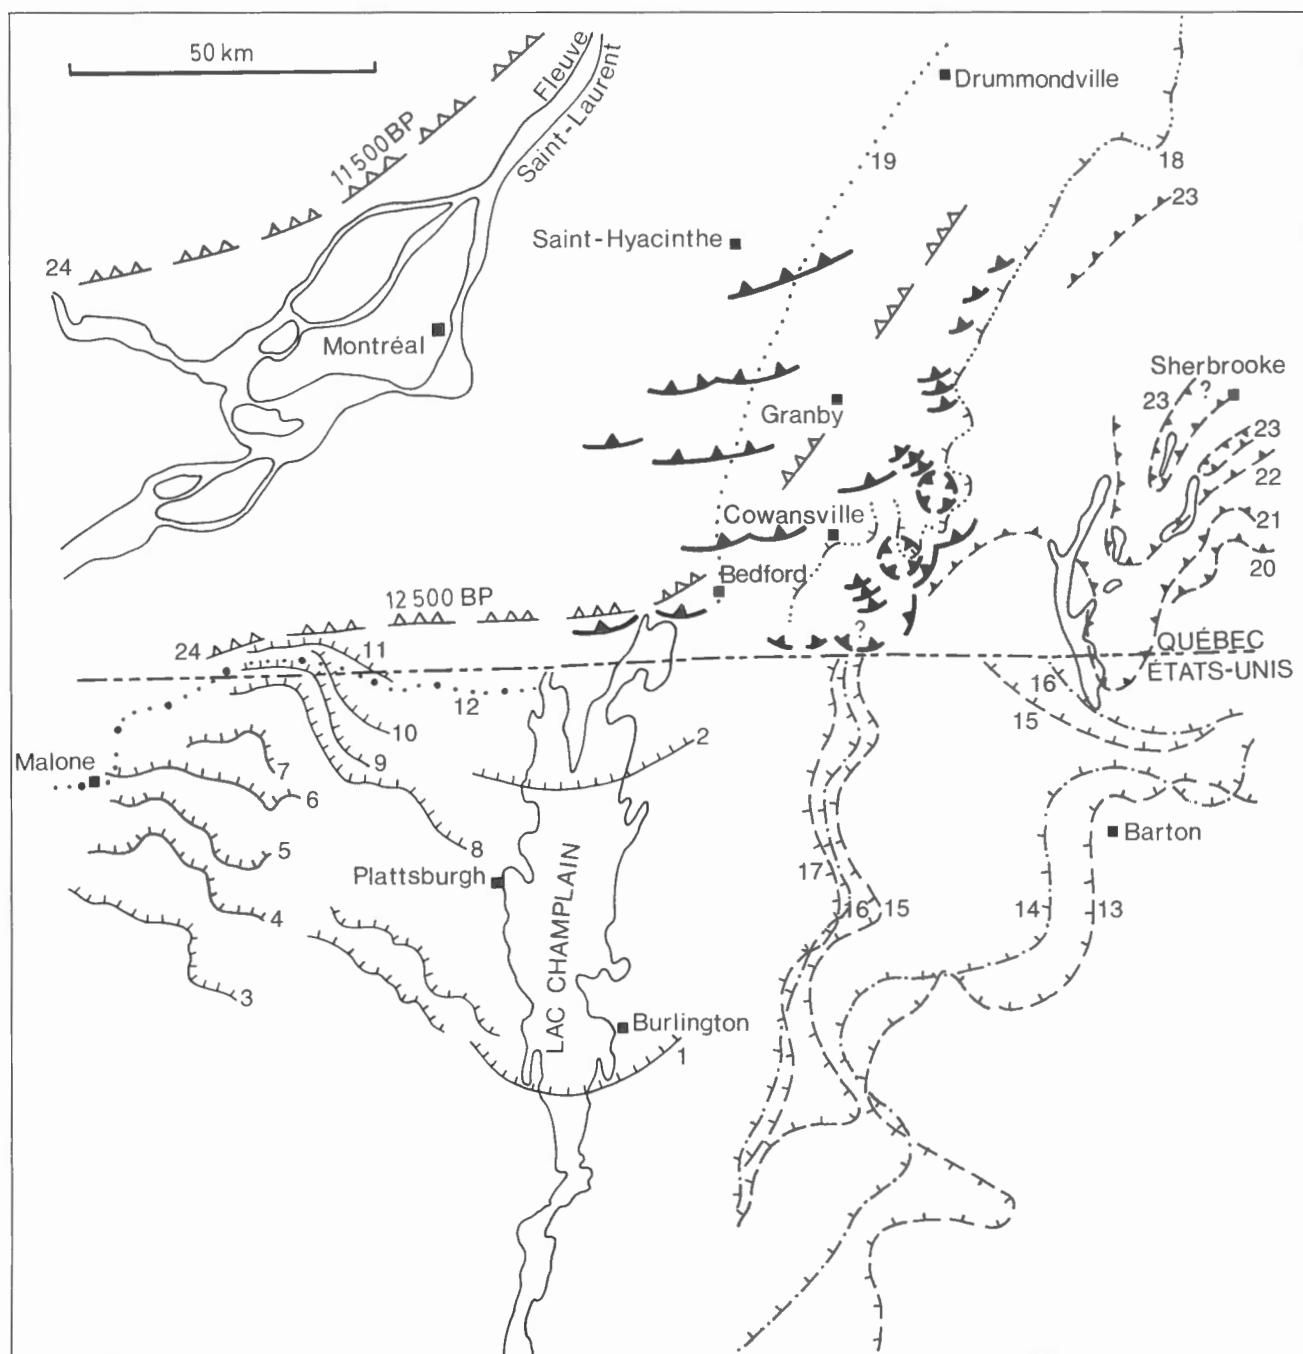 50 km
Fleuve
Saint-Laurent
Drummondville
11 500 BP
19
18
23
Saint-Hyacinthe
24
Montréal
Sherbrooke
23
?
Granby
23
22
Cowansville
21
20
Bedford
12 500 BP
?
24
11
QUÉBEC
ÉTATS-UNIS
16
15
12
10
2
Malone
7
9
6
Barton
5
8
Plattsburgh
17
4
16
15
14
13
LAC CHAMPLAIN
3
Burlington
1